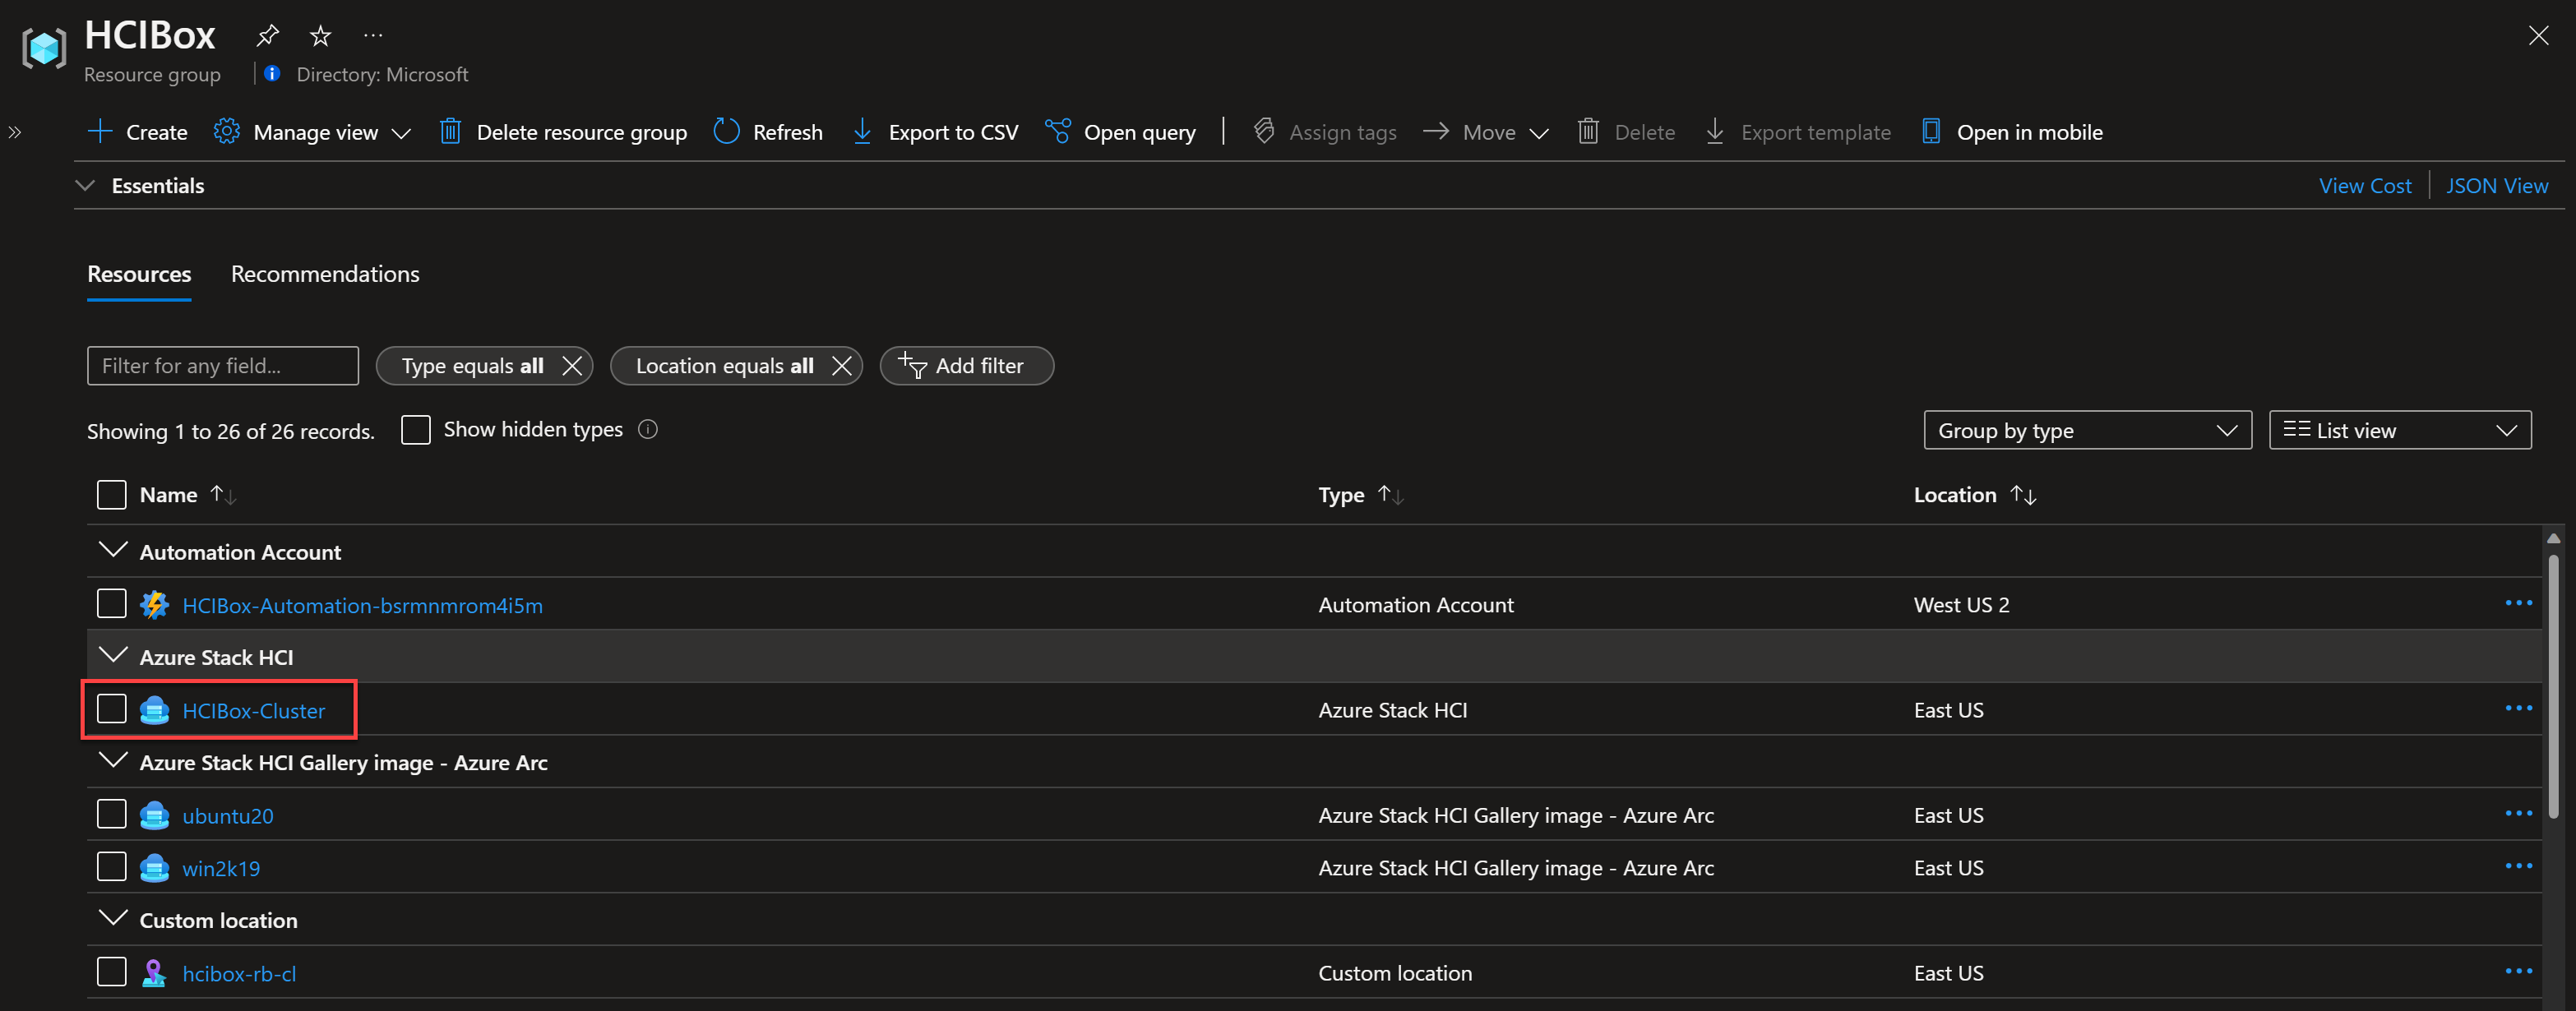 HCIBox
Resource group
Directory: Microsoft
Create Manage view Delete resource group Refresh Export to CSV Open query Assign tags Move Delete Export template Open in mobile
Essentials View Cost JSON View
Resources Recommendations
Filter for any field... Type equals all Location equals all Add filter
Showing 1 to 26 of 26 records. Show hidden types Group by type List view
Name Type Location
Automation Account
HCIBox-Automation-bsrmnmrom4i5m Automation Account West US 2
Azure Stack HCI
HCIBox-Cluster Azure Stack HCI East US
Azure Stack HCI Gallery image - Azure Arc
ubuntu20 Azure Stack HCI Gallery image - Azure Arc East US
win2k19 Azure Stack HCI Gallery image - Azure Arc East US
Custom location
hcibox-rb-cl Custom location East US